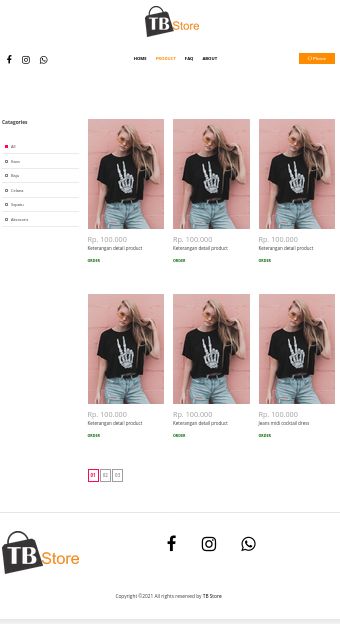 TB Store
HOME PRODUCT FAQ ABOUT
Categories
All
Baju
Celana
Sepatu
Aksesoris
Rp. 100.000 Rp. 100.000 Rp. 100.000
Keterangan detail product Keterangan detail product Keterangan detail product
ORDER ORDER ORDER
Rp. 100.000 Rp. 100.000 Rp. 100.000
Keterangan detail product Keterangan detail product Jeans midi cocktail dress
ORDER ORDER ORDER
01 02 03
TB Store
Copyright ©2021 All rights reserved by TB Store